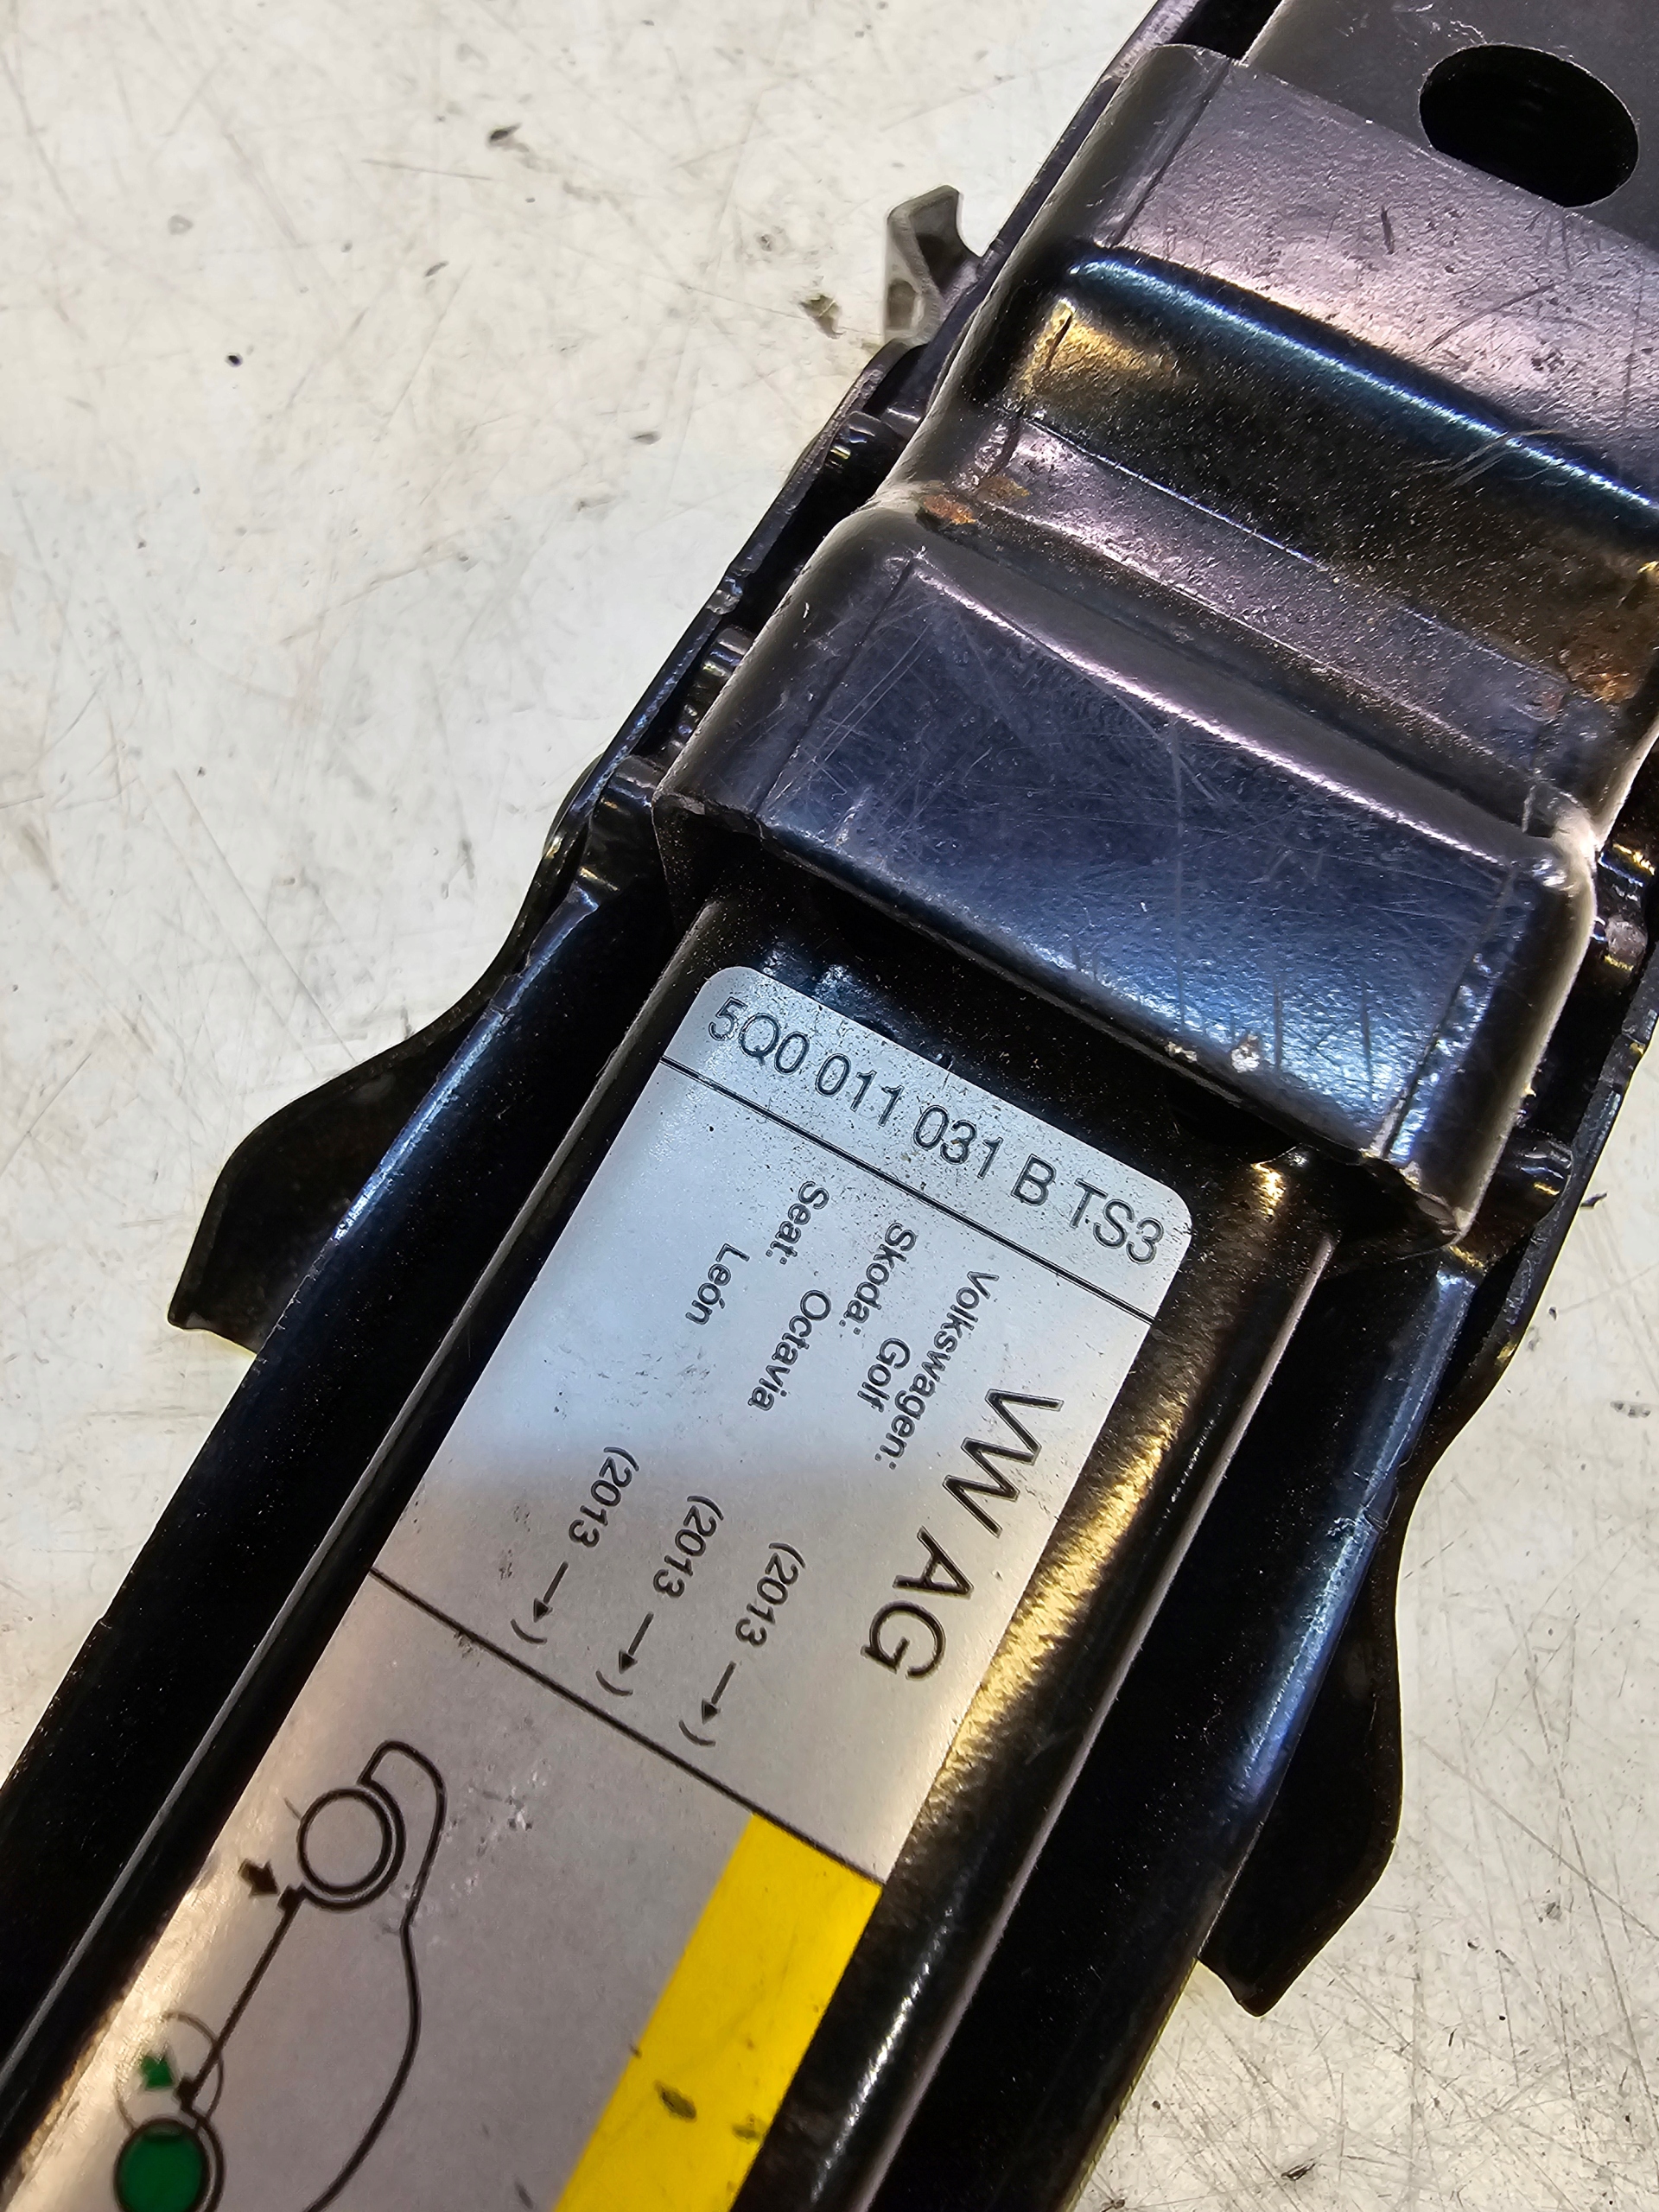 5Q0 011 031 B TS3
VW AG
Volkswagen:
Golf (2013 →)
Skoda: Octavia (2013 →)
Seat: León (2013 →)